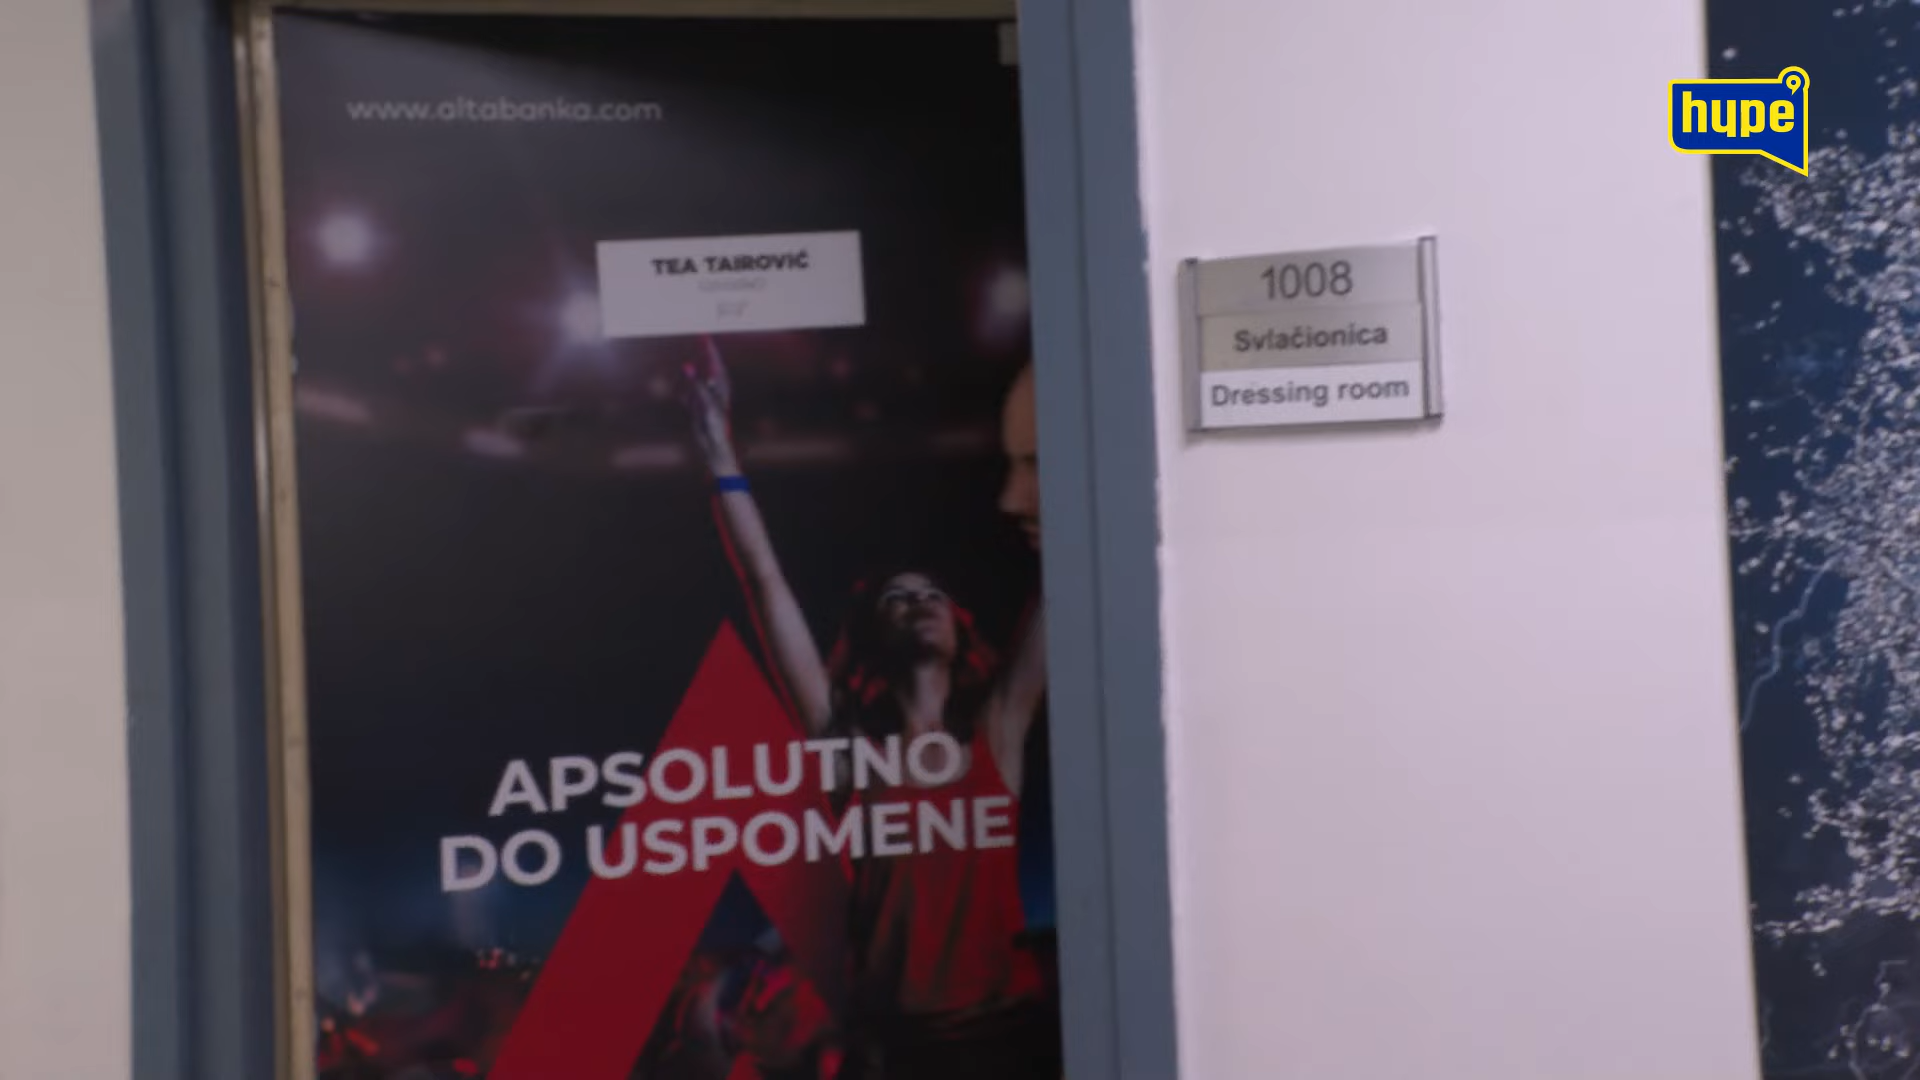 www.altabanka.com
hype
TEA TAIROVIĆ
1008
Svlačionica
Dressing room
APSOLUTNO
DO USPOMENE